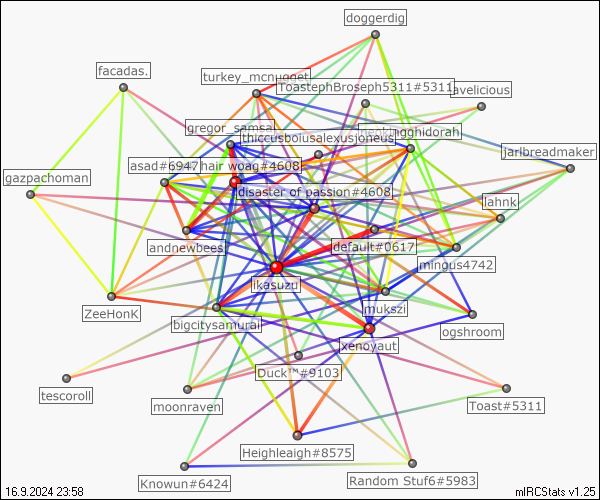 doggerdig
facadas.
turkey_mcnugget
ToastephBroseph5311#5311
avelicious
gregor_samsa
thiccusboiusalexusjoneus
ngghidorah
jarlbreadmaker
asad#6947
hair woag#4608
gazpachoman
disaster of passion#4608
lahnk
andnewbees
default#0617
mingus4742
ikasuzu
mukszi
ZeeHonK
bigcitysamurai
ogshroom
xenoyaut
Duck™#9103
tescoroll
moonraven
Toast#5311
Heighleaigh#8575
Knowun#6424
Random Stuf6#5983
16.9.2024 23:58
mIRCStats v1.25